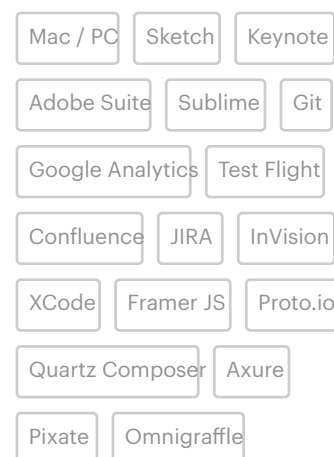 Mac / PC Sketch Keynote
Adobe Suite Sublime Git
Google Analytics Test Flight
Confluence JIRA InVision
XCode Framer JS Proto.io
Quartz Composer Axure
Pixate Omnigraffle